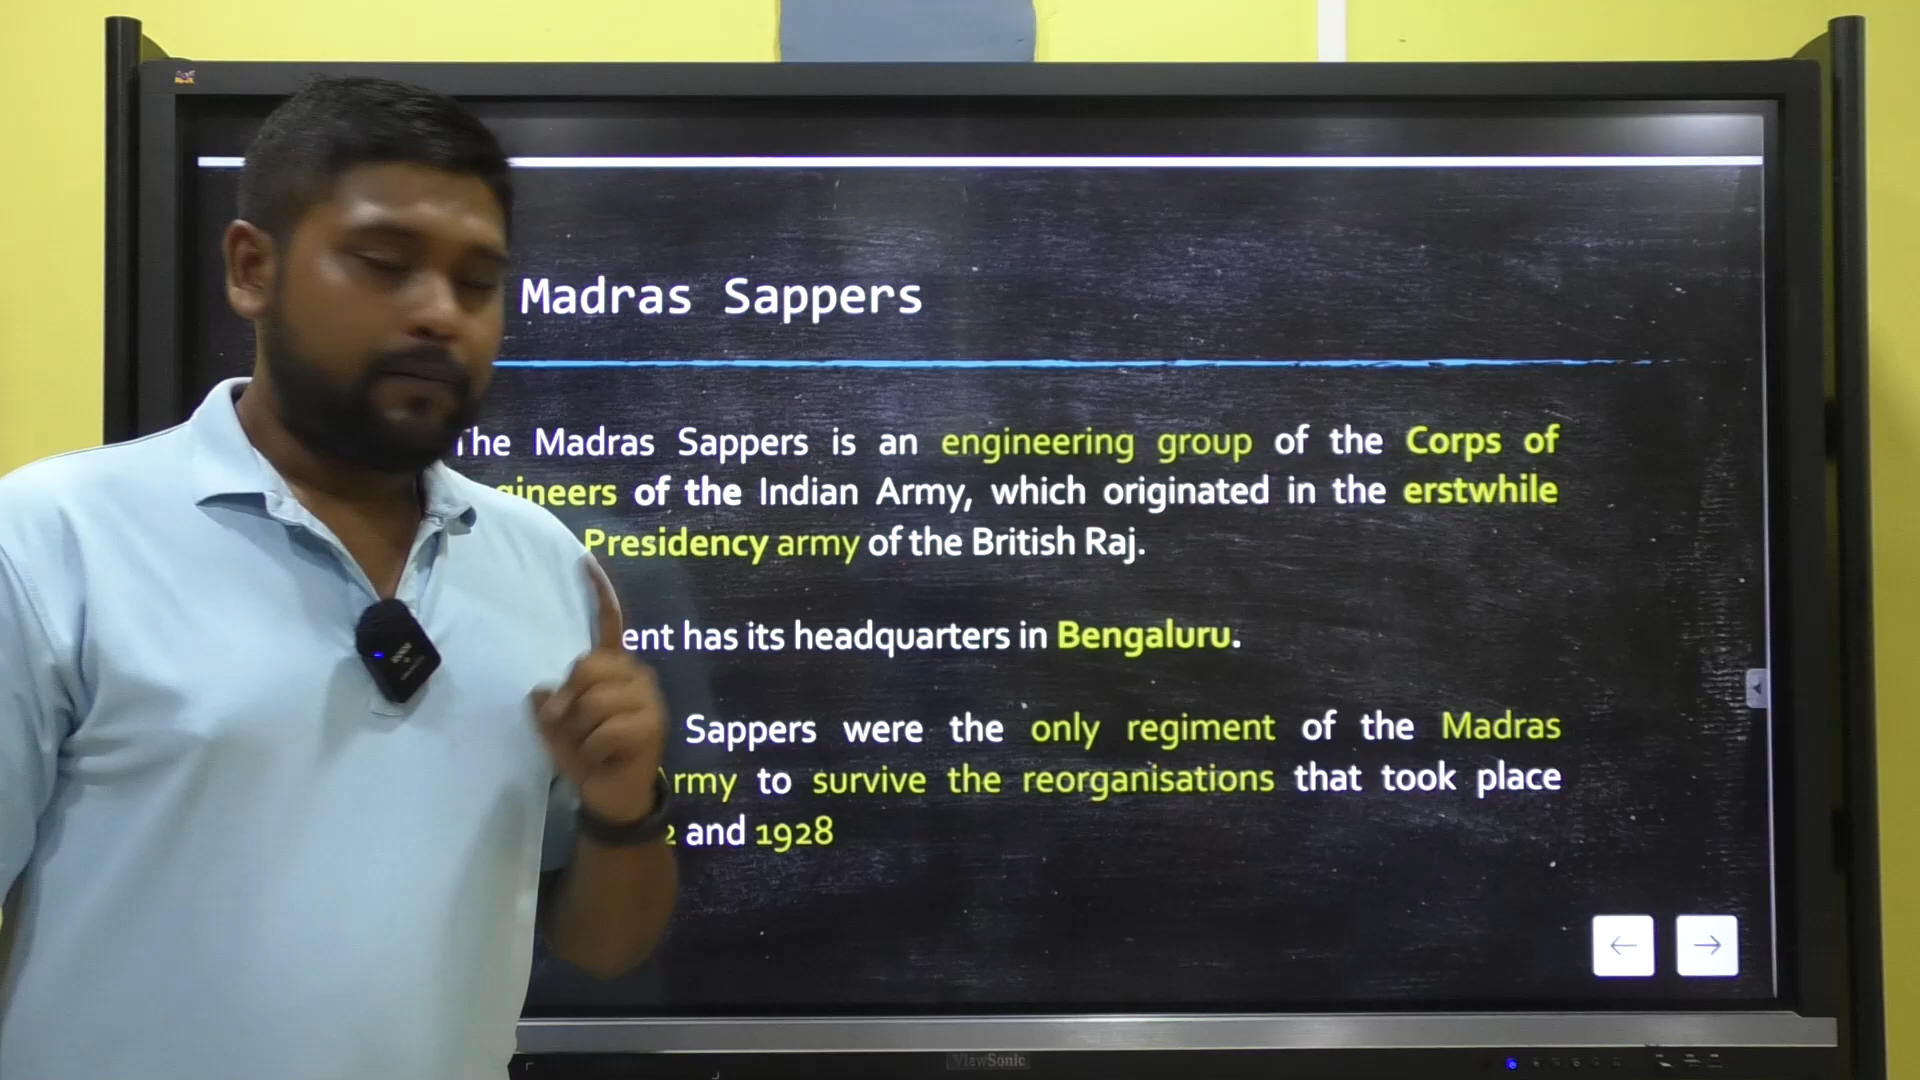 Madras Sappers
The Madras Sappers is an engineering group of the Corps of
gineers of the Indian Army, which originated in the erstwhile
Presidency army of the British Raj.
ent has its headquarters in Bengaluru.
Sappers were the only regiment of the Madras
rmy to survive the reorganisations that took place
2 and 1928
ViewSonic